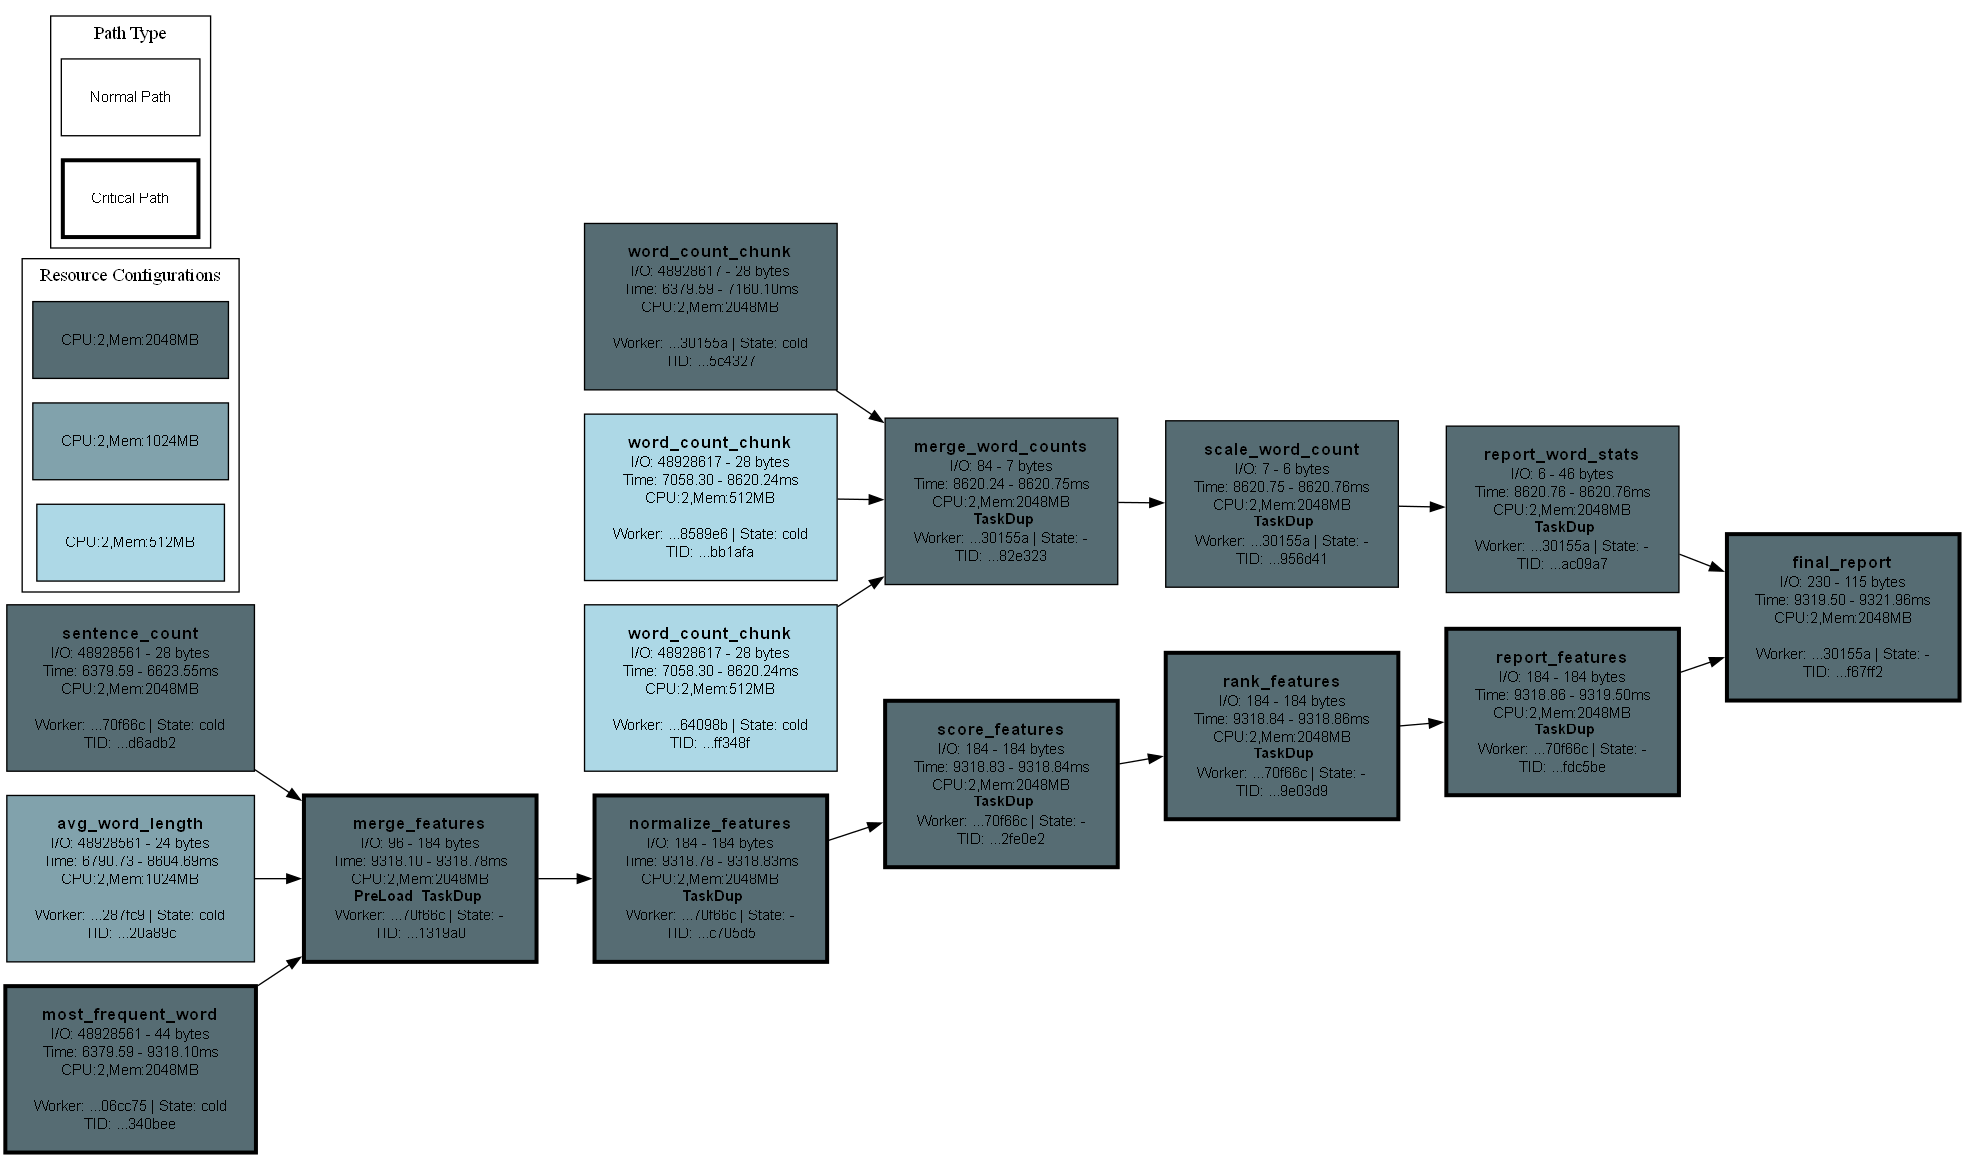 Path Type
Normal Path
Critical Path
Resource Configurations
CPU:2,Mem:2048MB
CPU:2,Mem:1024MB
CPU:2,Mem:512MB
sentence_count
I/O: 48928561 - 28 bytes
Time: 6379.59 - 6623.55ms
CPU:2,Mem:2048MB
Worker: ...70f66c | State: cold
TID: ...d6adb2
avg_word_length
I/O: 48928561 - 24 bytes
Time: 6790.73 - 8604.69ms
CPU:2,Mem:1024MB
Worker: ...287fc9 | State: cold
TID: ...20a89c
most_frequent_word
I/O: 48928561 - 44 bytes
Time: 6379.59 - 9318.10ms
CPU:2,Mem:2048MB
Worker: ...06cc75 | State: cold
TID: ...340bee
merge_features
I/O: 96 - 184 bytes
Time: 9318.10 - 9318.78ms
CPU:2,Mem:2048MB
PreLoad TaskDup
Worker: ...70f66c | State: -
TID: ...1319a0
word_count_chunk
I/O: 48928617 - 28 bytes
Time: 6379.59 - 7160.10ms
CPU:2,Mem:2048MB
Worker: ...30155a | State: cold
TID: ...5c4327
word_count_chunk
I/O: 48928617 - 28 bytes
Time: 7058.30 - 8620.24ms
CPU:2,Mem:512MB
Worker: ...8589e6 | State: cold
TID: ...bb1afa
word_count_chunk
I/O: 48928617 - 28 bytes
Time: 7058.30 - 8620.24ms
CPU:2,Mem:512MB
Worker: ...64098b | State: cold
TID: ...ff348f
normalize_features
I/O: 184 - 184 bytes
Time: 9318.78 - 9318.83ms
CPU:2,Mem:2048MB
TaskDup
Worker: ...70f66c | State: -
TID: ...c705d5
merge_word_counts
I/O: 84 - 7 bytes
Time: 8620.24 - 8620.75ms
CPU:2,Mem:2048MB
TaskDup
Worker: ...30155a | State: -
TID: ...82e323
score_features
I/O: 184 - 184 bytes
Time: 9318.83 - 9318.84ms
CPU:2,Mem:2048MB
TaskDup
Worker: ...70f66c | State: -
TID: ...2fe0e2
scale_word_count
I/O: 7 - 6 bytes
Time: 8620.75 - 8620.76ms
CPU:2,Mem:2048MB
TaskDup
Worker: ...30155a | State: -
TID: ...956d41
rank_features
I/O: 184 - 184 bytes
Time: 9318.84 - 9318.86ms
CPU:2,Mem:2048MB
TaskDup
Worker: ...70f66c | State: -
TID: ...9e03d9
report_word_stats
I/O: 6 - 46 bytes
Time: 8620.76 - 8620.76ms
CPU:2,Mem:2048MB
TaskDup
Worker: ...30155a | State: -
TID: ...ac09a7
report_features
I/O: 184 - 184 bytes
Time: 9318.86 - 9319.50ms
CPU:2,Mem:2048MB
TaskDup
Worker: ...70f66c | State: -
TID: ...fdc5be
final_report
I/O: 230 - 115 bytes
Time: 9319.50 - 9321.96ms
CPU:2,Mem:2048MB
Worker: ...30155a | State: -
TID: ...f67ff2